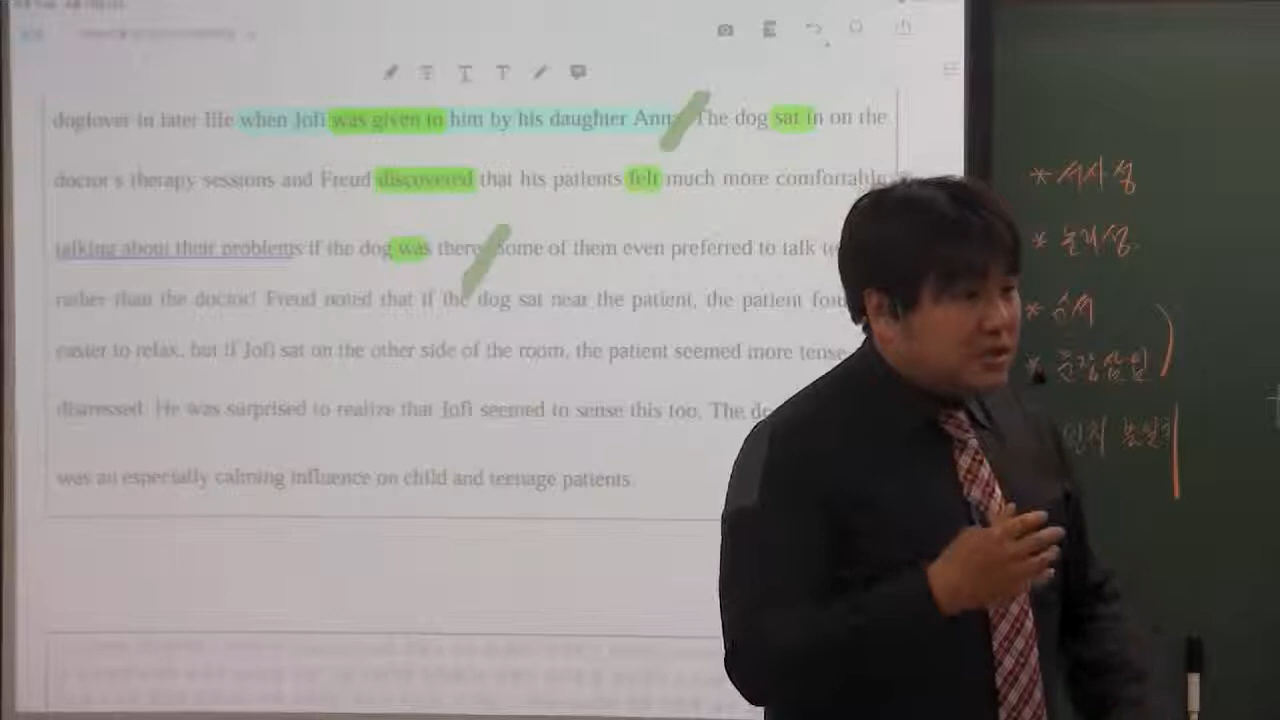 doglover in later life when Jofi was given to him by his daughter Anna The dog sat in on the
doctor's therapy sessions and Freud discovered that his patients felt much more comfortable
talking about their problems if the dog was there Some of them even preferred to talk
rather than the doctor! Freud noted that if the dog sat near the patient, the patient
easier to relax, but if Jofi sat on the other side of the room, the patient seemed more tense
distressed. He was surprised to realize that Jofi seemed to sense this too. The
was an especially calming influence on child and teenage patients.
* 서사성
* 논리성
* 순서
* 문장삽입